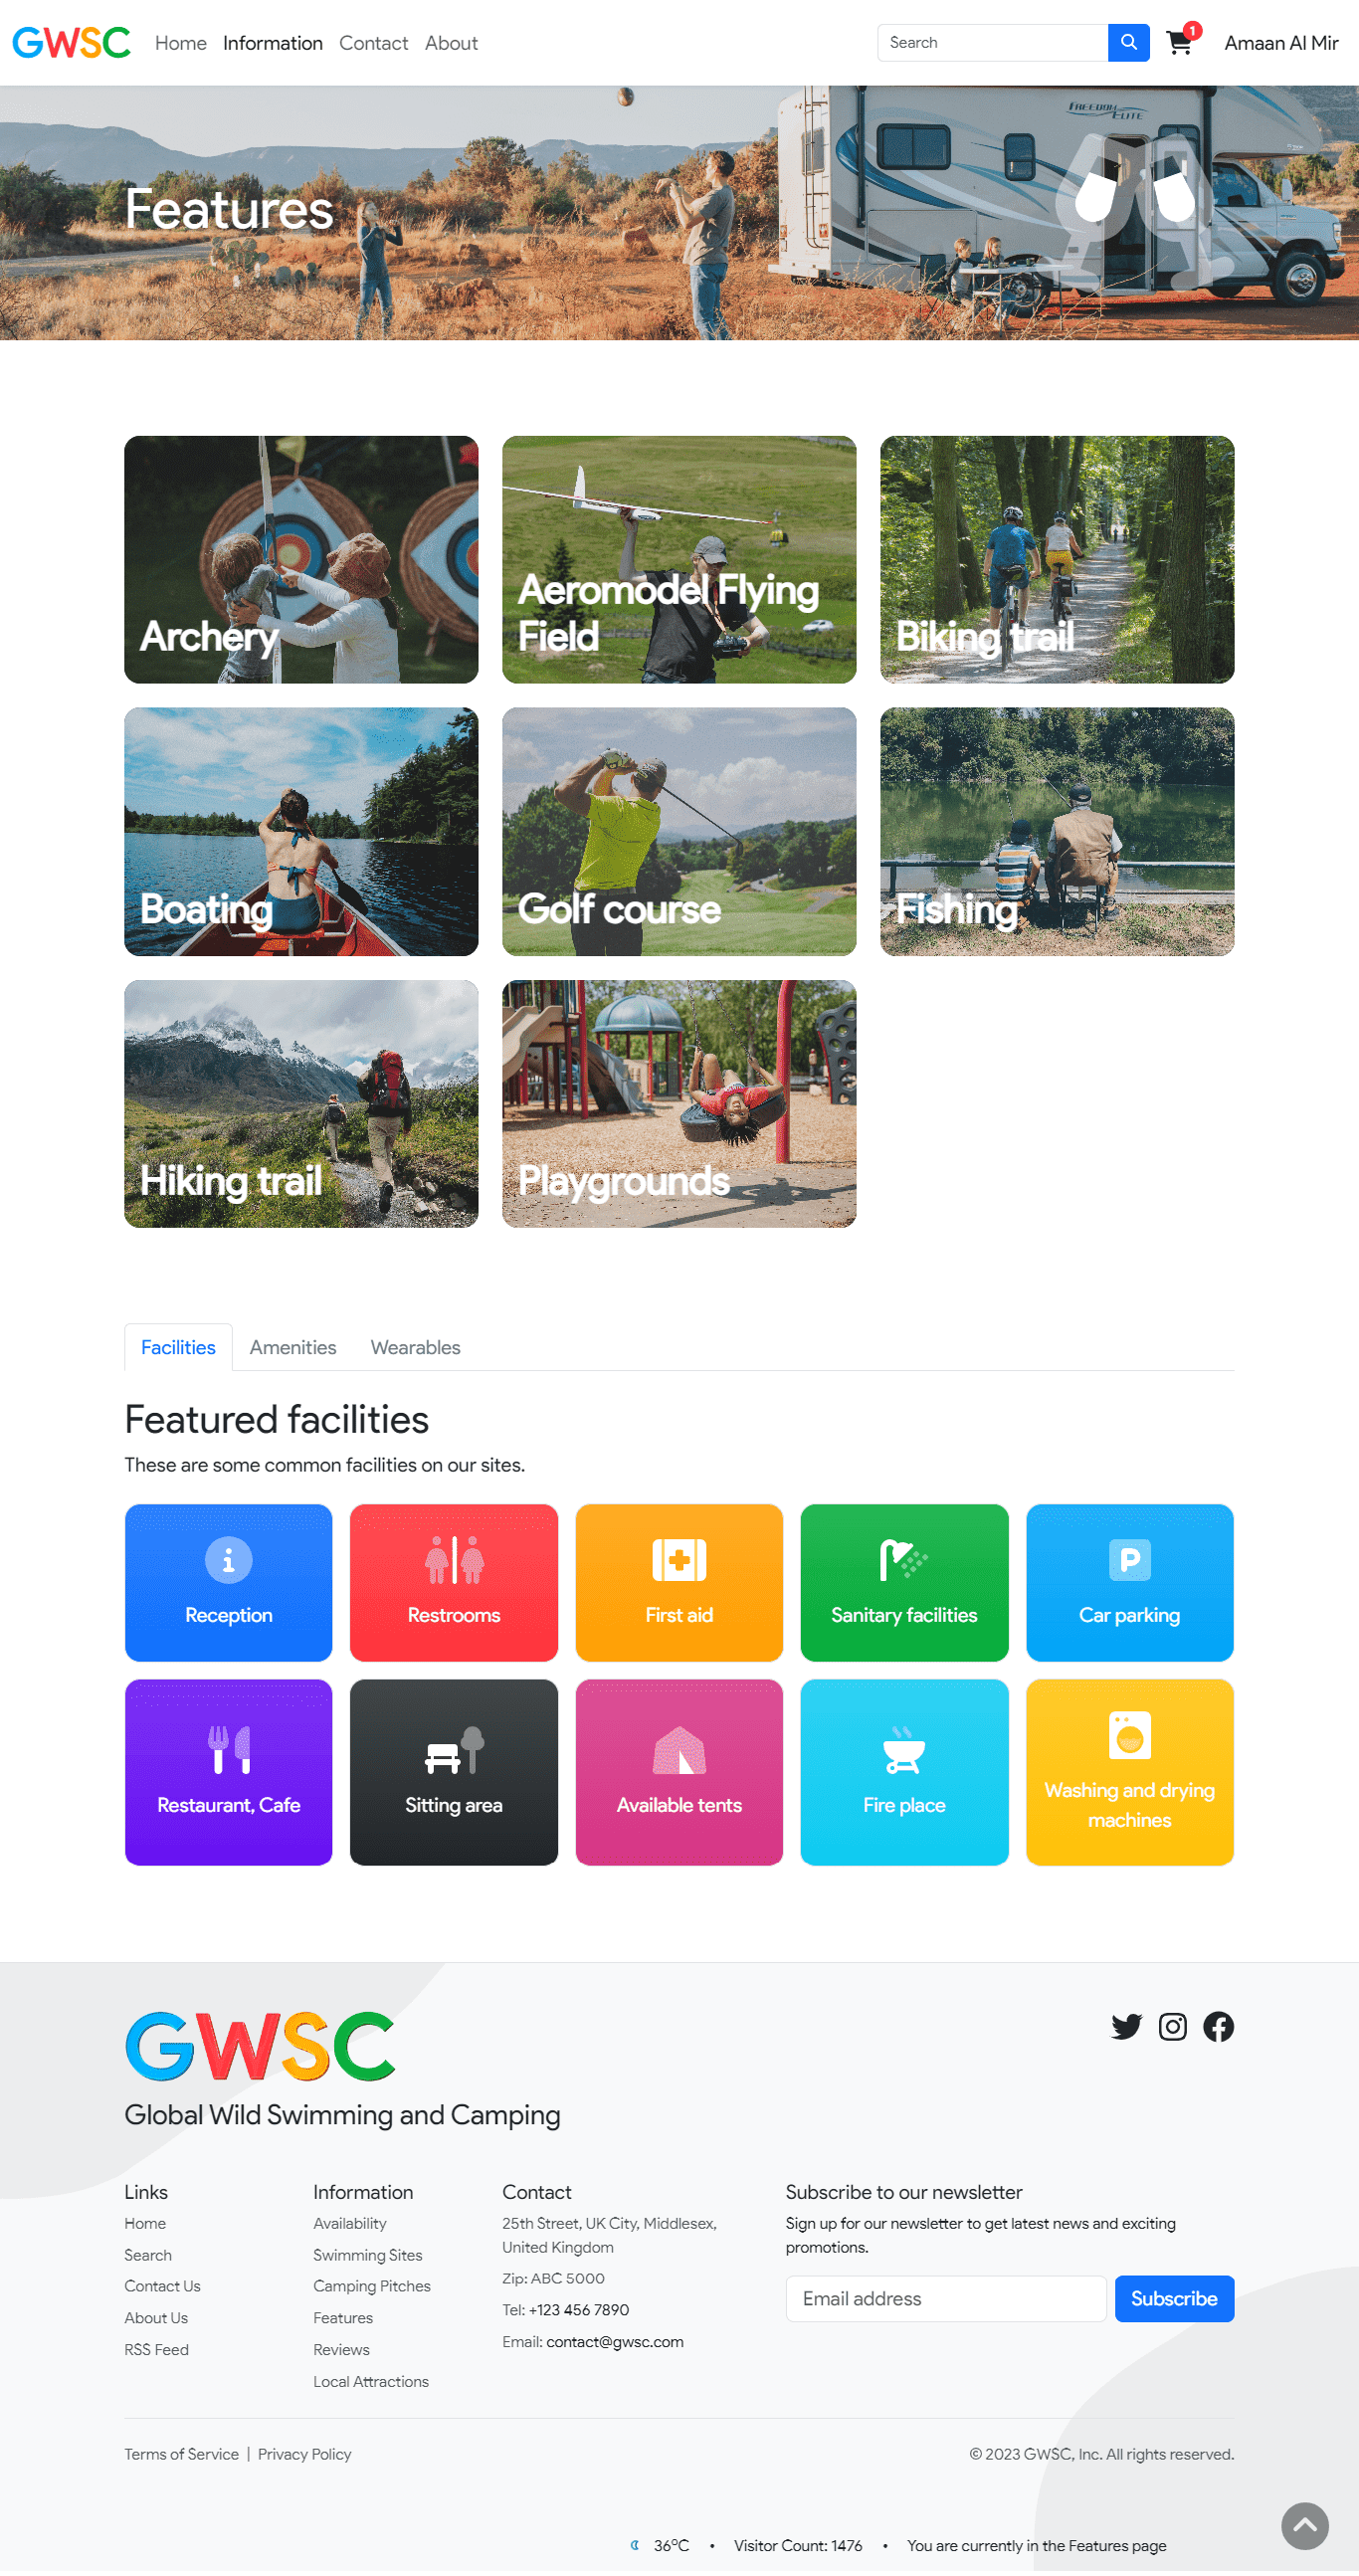 GWSC Home Information Contact About Search 1 Amaan Al Mir
FREEDOM
ELITE
Features
Archery
Aeromodel Flying
Field
Biking trail
Boating
Golf course
Fishing
Hiking trail
Playgrounds
Facilities Amenities Wearables
Featured facilities
These are some common facilities on our sites.
Reception
Restrooms
First aid
Sanitary facilities
P
Car parking
Restaurant, Cafe
Sitting area
Available tents
Fire place
Washing and drying
machines
GWSC
Global Wild Swimming and Camping
Links
Home
Search
Contact Us
About Us
RSS Feed
Information
Availability
Swimming Sites
Camping Pitches
Features
Reviews
Local Attractions
Contact
25th Street, UK City, Middlesex,
United Kingdom
Zip: ABC 5000
Tel: +123 456 7890
Email: contact@gwsc.com
Subscribe to our newsletter
Sign up for our newsletter to get latest news and exciting
promotions.
Email address Subscribe
Terms of Service | Privacy Policy
© 2023 GWSC, Inc. All rights reserved.
36°C • Visitor Count: 1476 • You are currently in the Features page